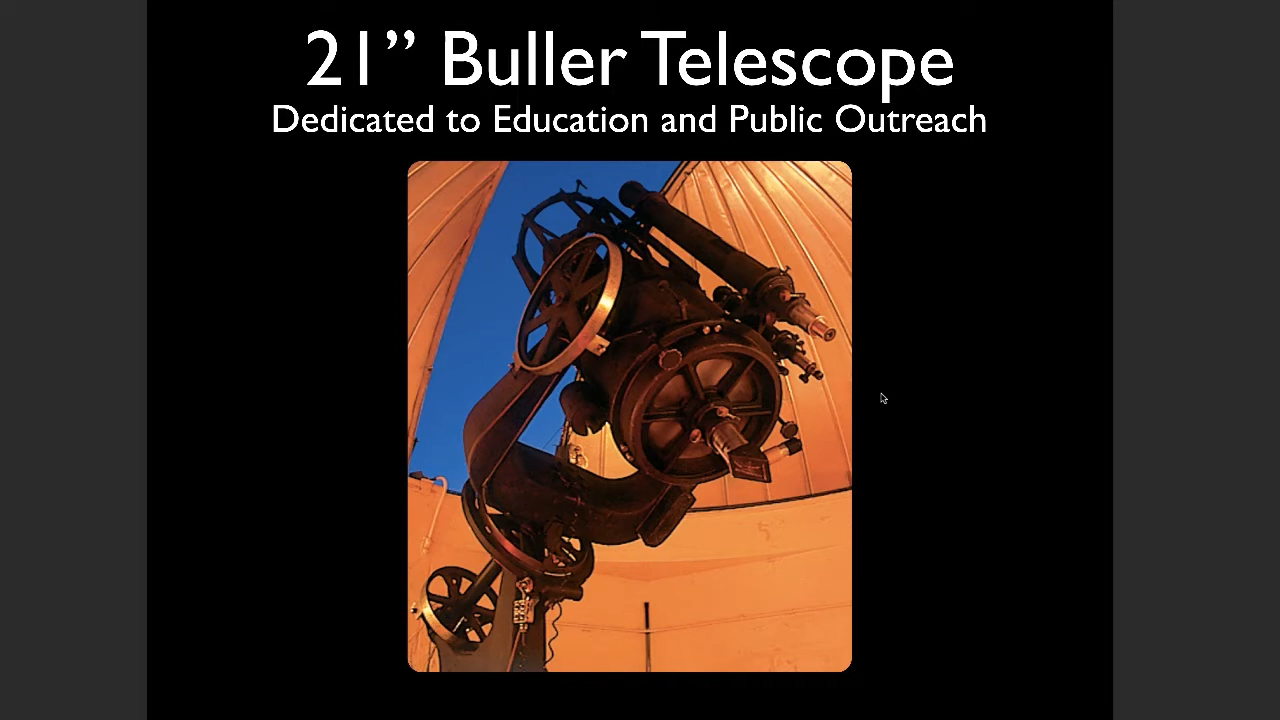 21” Buller Telescope
Dedicated to Education and Public Outreach